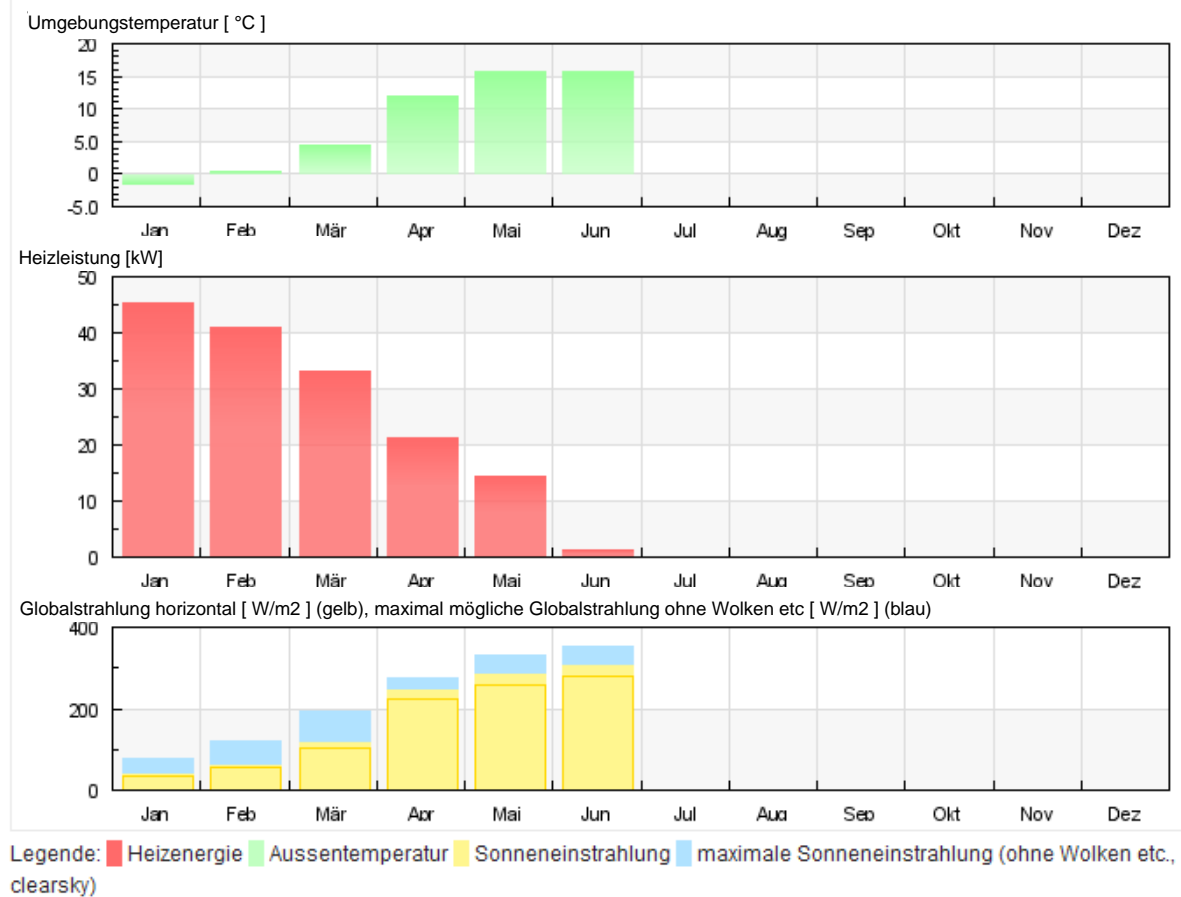 Umgebungstemperatur [ °C ]
20
15
10
5.0
0
-5.0
Jan Feb Mär Apr Mai Jun Jul Aug Sep Okt Nov Dez
Heizleistung [kW]
50
40
30
20
10
0
Jan Feb Mär Apr Mai Jun Jul Aug Sep Okt Nov Dez
Globalstrahlung horizontal [ W/m2 ] (gelb), maximal mögliche Globalstrahlung ohne Wolken etc [ W/m2 ] (blau)
400
200
0
Jan Feb Mär Apr Mai Jun Jul Aug Sep Okt Nov Dez
Legende: Heizenergie Aussentemperatur Sonneneinstrahlung maximale Sonneneinstrahlung (ohne Wolken etc.,
clearsky)